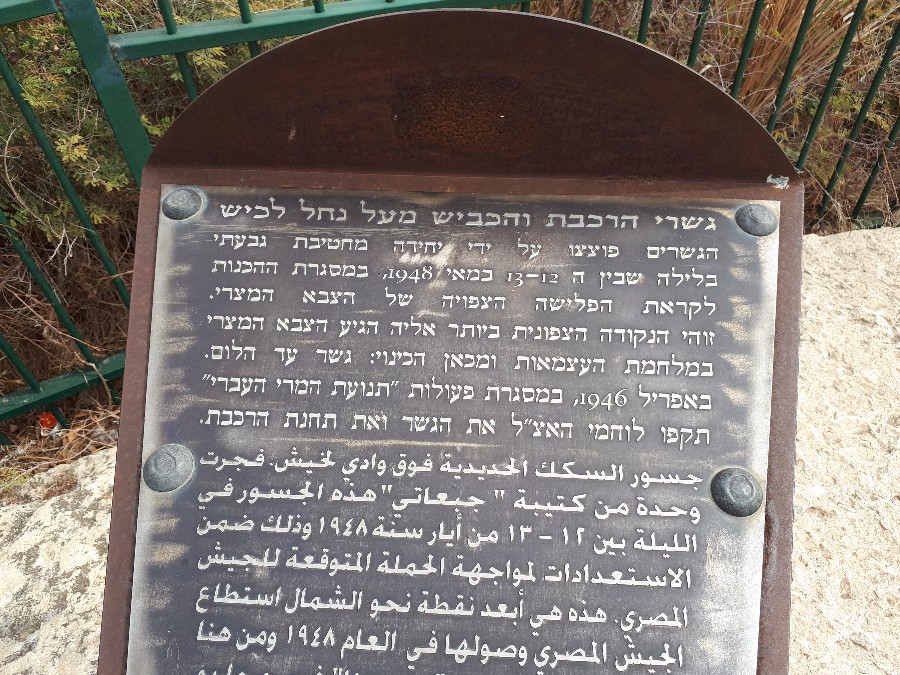 גשרי הרכבת והכביש מעל נחל לכיש
הגשרים פוצצו על ידי יחידה מחטיבת גבעתי
בלילה שבין ה 12–13 במאי 1948, במסגרת ההכנות
לקראת הפלישה הצפויה של הצבא המצרי.
זוהי הנקודה הצפונית ביותר אליה הגיע הצבא המצרי
במלחמת העצמאות ומכאן הכינוי: גשר עד הלום.
באפריל 1946, במסגרת פעולות "תנועת המרי העברי"
תקפו לוחמי האצ"ל את הגשר ואת תחנת הרכבת.
جسور السكك الحديدية فوق وادي لخيش. فجرت
وحدة من كتيبة " جبعاتي" هذه الجسور في
الليلة بين ١٢ – ١٣ من أيار سنة ١٩٤٨ وذلك ضمن
الاستعدادات لمواجهة الحملة المتوقعة للجيش
المصري. هذه هي أبعد نقطة نحو الشمال استطاع
الجيش المصري وصولها في العام ١٩٤٨ ومن هنا